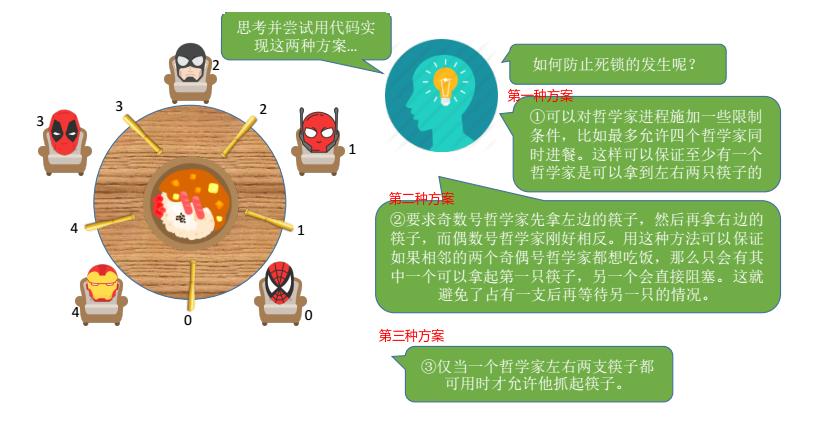 思考并尝试用代码实
现这两种方案...
如何防止死锁的发生呢？
第一种方案
①可以对哲学家进程施加一些限制
条件，比如最多允许四个哲学家同
时进餐。这样可以保证至少有一个
哲学家是可以拿到左右两只筷子的
第二种方案
②要求奇数号哲学家先拿左边的筷子，然后再拿右边的
筷子，而偶数号哲学家刚好相反。用这种方法可以保证
如果相邻的两个奇偶号哲学家都想吃饭，那么只会有其
中一个可以拿起第一只筷子，另一个会直接阻塞。这就
避免了占有一支后再等待另一只的情况。
第三种方案
③仅当一个哲学家左右两支筷子都
可用时才允许他抓起筷子。
2
3
2
3
1
4
1
4
0
0